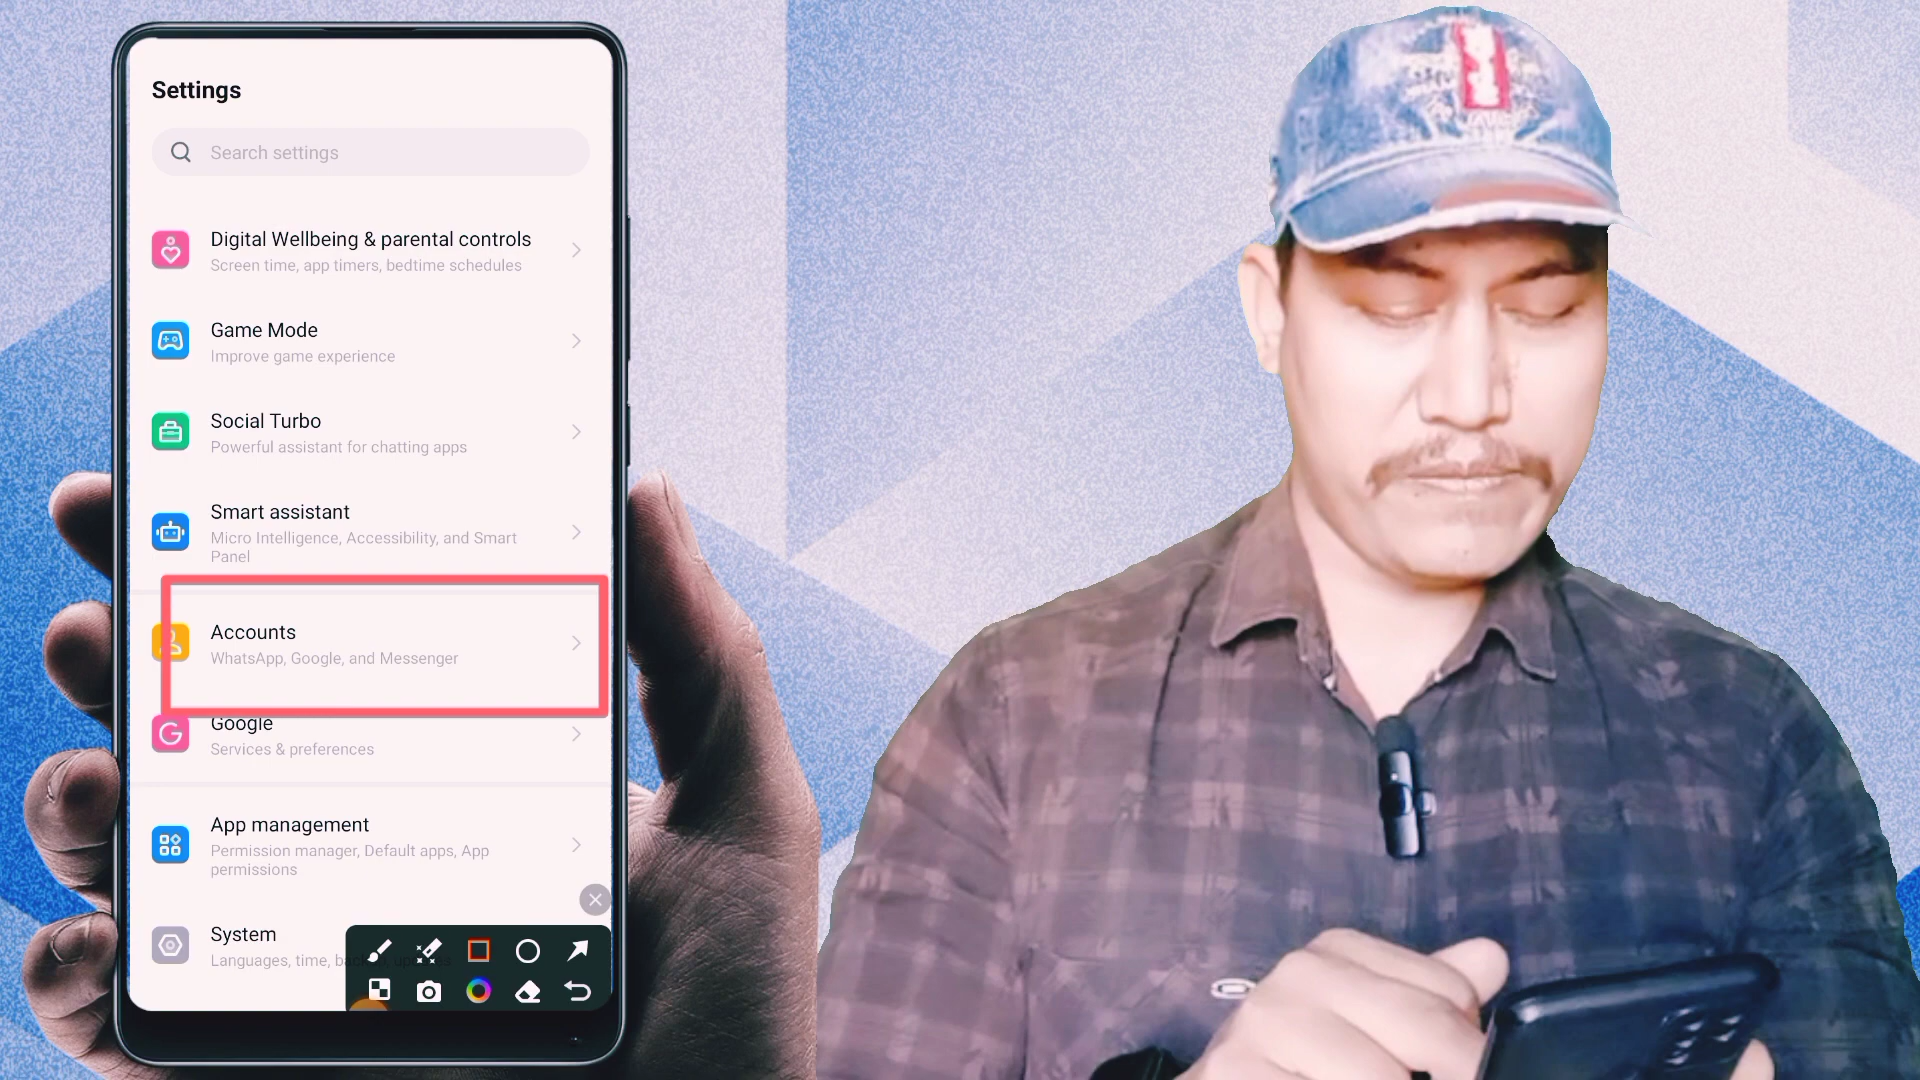 Settings
Search settings
Digital Wellbeing & parental controls
Screen time, app timers, bedtime schedules
Game Mode
Improve game experience
Social Turbo
Powerful assistant for chatting apps
Smart assistant
Micro Intelligence, Accessibility, and Smart
Panel
Accounts
WhatsApp, Google, and Messenger
Google
Services & preferences
App management
Permission manager, Default apps, App
permissions
System
Languages, time,